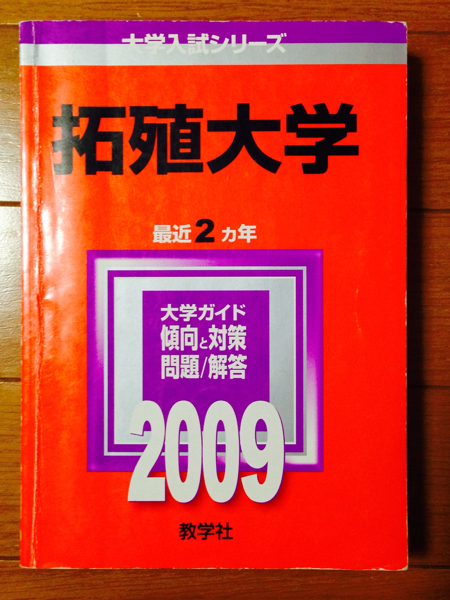 大学入試シリーズ
拓殖大学
最近2ヵ年
大学ガイド
傾向と対策
問題/解答
2009
教学社